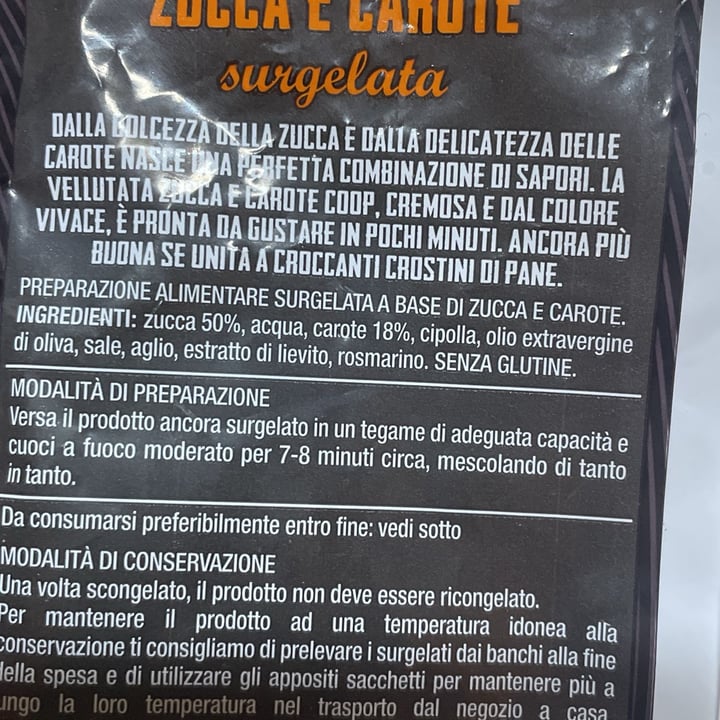 ZUCCA E CAROTE
surgelata
DALLA DOLCEZZA DELLA ZUCCA E DALLA DELICATEZZA DELLE
CAROTE NASCE UNA PERFETTA COMBINAZIONE DI SAPORI. LA
VELLUTATA ZUCCA E CAROTE COOP, CREMOSA E DAL COLORE
VIVACE, È PRONTA DA GUSTARE IN POCHI MINUTI. ANCORA PIÙ
BUONA SE UNITA A CROCCANTI CROSTINI DI PANE.
PREPARAZIONE ALIMENTARE SURGELATA A BASE DI ZUCCA E CAROTE.
INGREDIENTI: zucca 50%, acqua, carote 18%, cipolla, olio extravergine
di oliva, sale, aglio, estratto di lievito, rosmarino. SENZA GLUTINE.
MODALITÀ DI PREPARAZIONE
Versa il prodotto ancora surgelato in un tegame di adeguata capacità e
cuoci a fuoco moderato per 7-8 minuti circa, mescolando di tanto
in tanto.
Da consumarsi preferibilmente entro fine: vedi sotto
MODALITÀ DI CONSERVAZIONE
Una volta scongelato, il prodotto non deve essere ricongelato.
Per mantenere il prodotto ad una temperatura idonea alla
conservazione ti consigliamo di prelevare i surgelati dai banchi alla fine
della spesa e di utilizzare gli appositi sacchetti per mantenere più a
lungo la loro temperatura nel trasporto dal negozio a casa